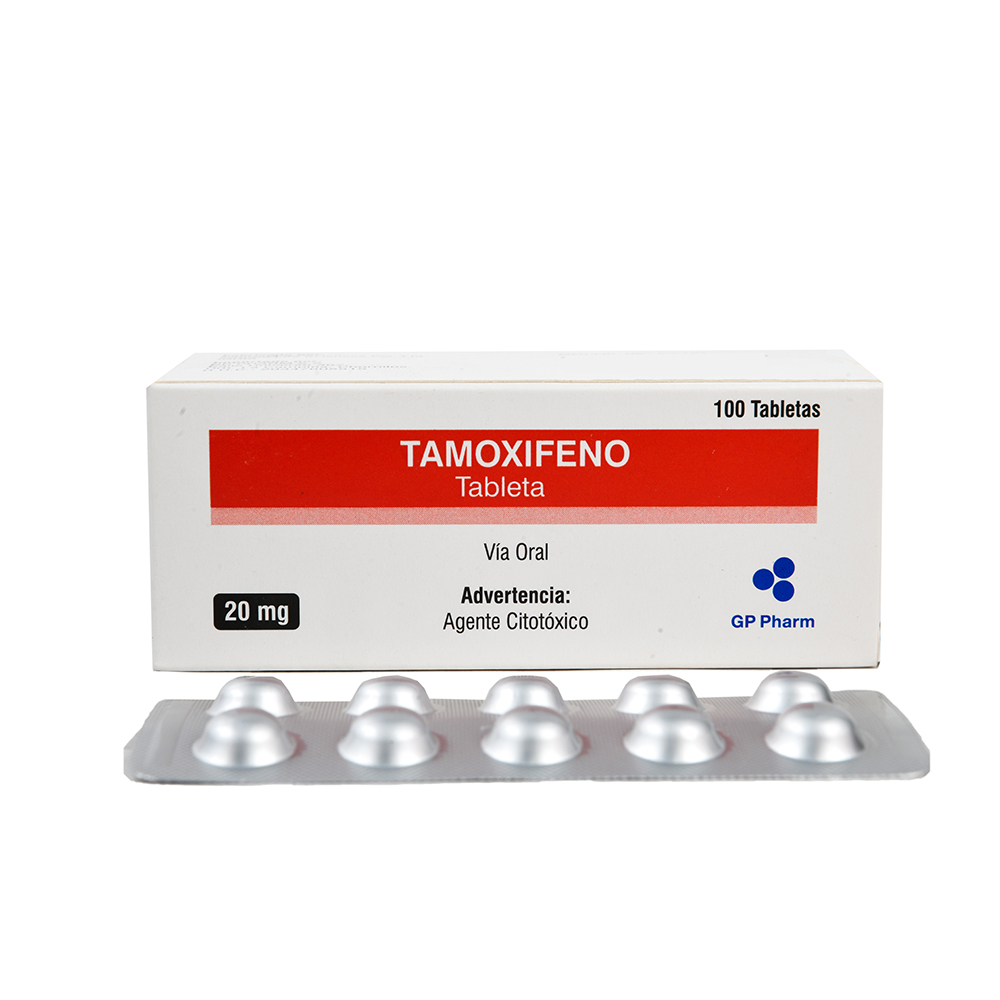 100 Tabletas
TAMOXIFENO
Tableta
Vía Oral
Advertencia:
Agente Citotóxico
20 mg
GP Pharm